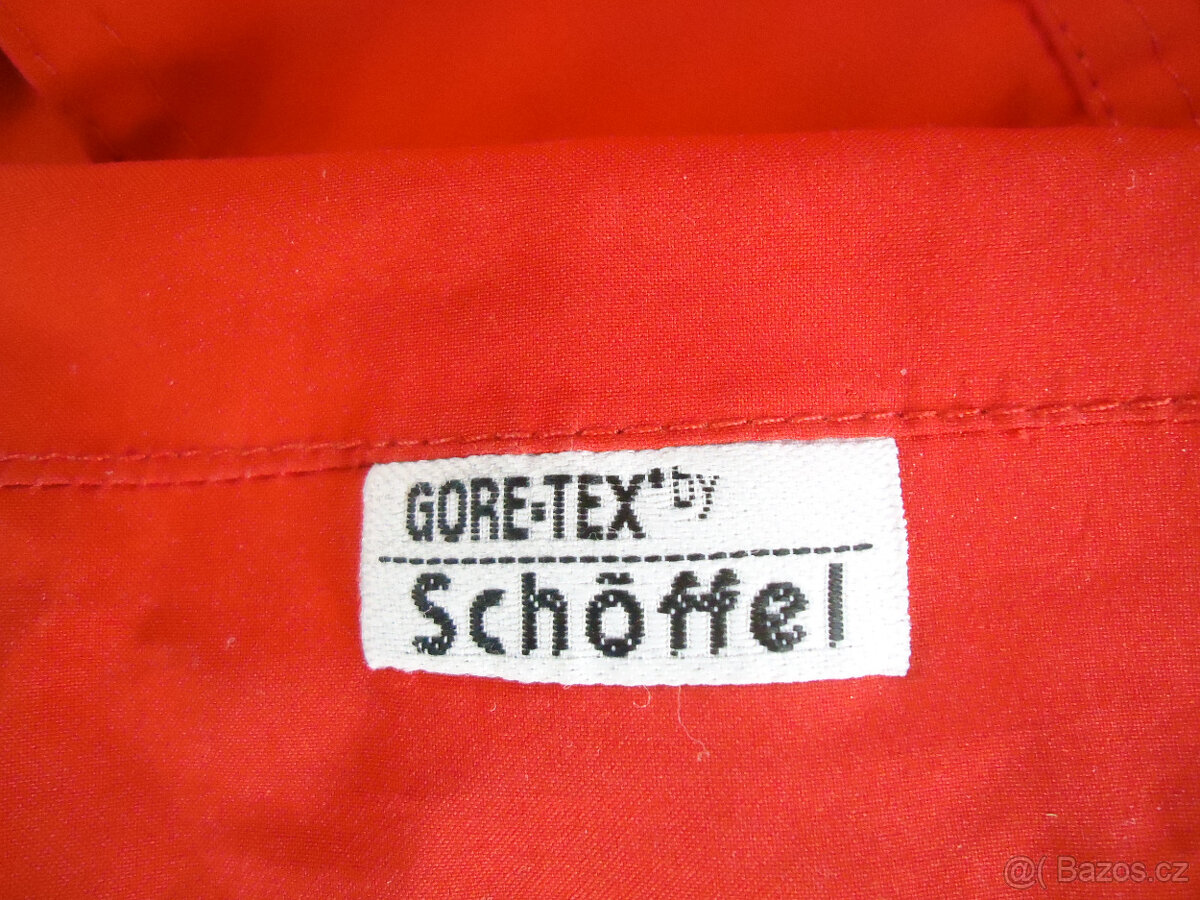 GORE-TEX® by
Schöffel
@( Bazos.cz